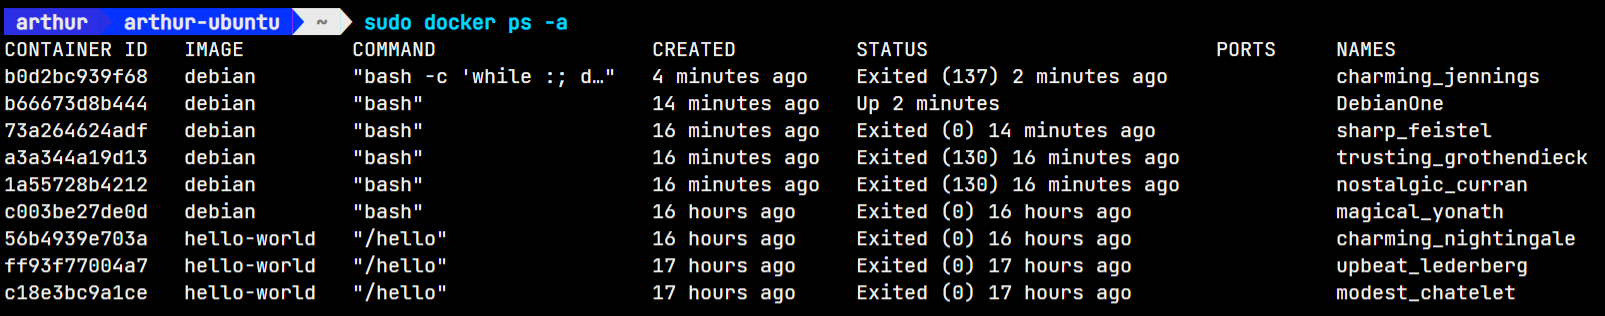 arthur arthur-ubuntu ~ sudo docker ps -a
CONTAINER ID IMAGE COMMAND CREATED STATUS PORTS NAMES
b0d2bc939f68 debian "bash -c 'while :; d…" 4 minutes ago Exited (137) 2 minutes ago charming_jennings
b66673d8b444 debian "bash" 14 minutes ago Up 2 minutes DebianOne
73a264624adf debian "bash" 16 minutes ago Exited (0) 14 minutes ago sharp_feistel
a3a344a19d13 debian "bash" 16 minutes ago Exited (130) 16 minutes ago trusting_grothendieck
1a55728b4212 debian "bash" 16 minutes ago Exited (130) 16 minutes ago nostalgic_curran
c003be27de0d debian "bash" 16 hours ago Exited (0) 16 hours ago magical_yonath
56b4939e703a hello-world "/hello" 16 hours ago Exited (0) 16 hours ago charming_nightingale
ff93f77004a7 hello-world "/hello" 17 hours ago Exited (0) 17 hours ago upbeat_lederberg
c18e3bc9a1ce hello-world "/hello" 17 hours ago Exited (0) 17 hours ago modest_chatelet